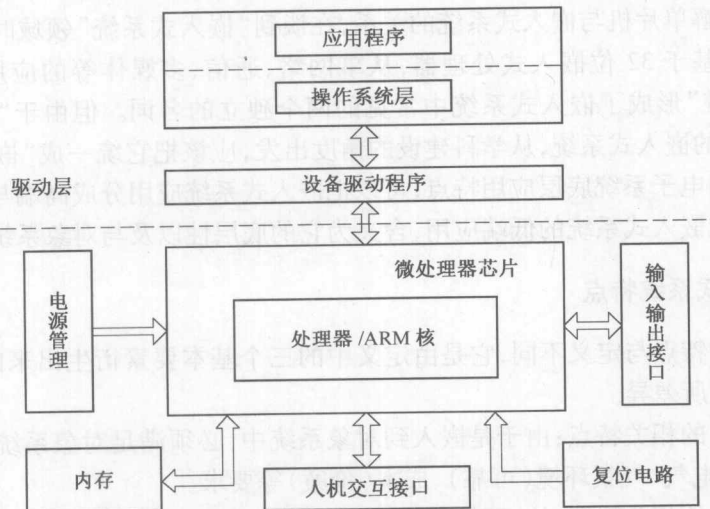 应用程序
操作系统层
驱动层
设备驱动程序
微处理器芯片
电源管理
处理器/ARM 核
输入输出接口
内存
人机交互接口
复位电路